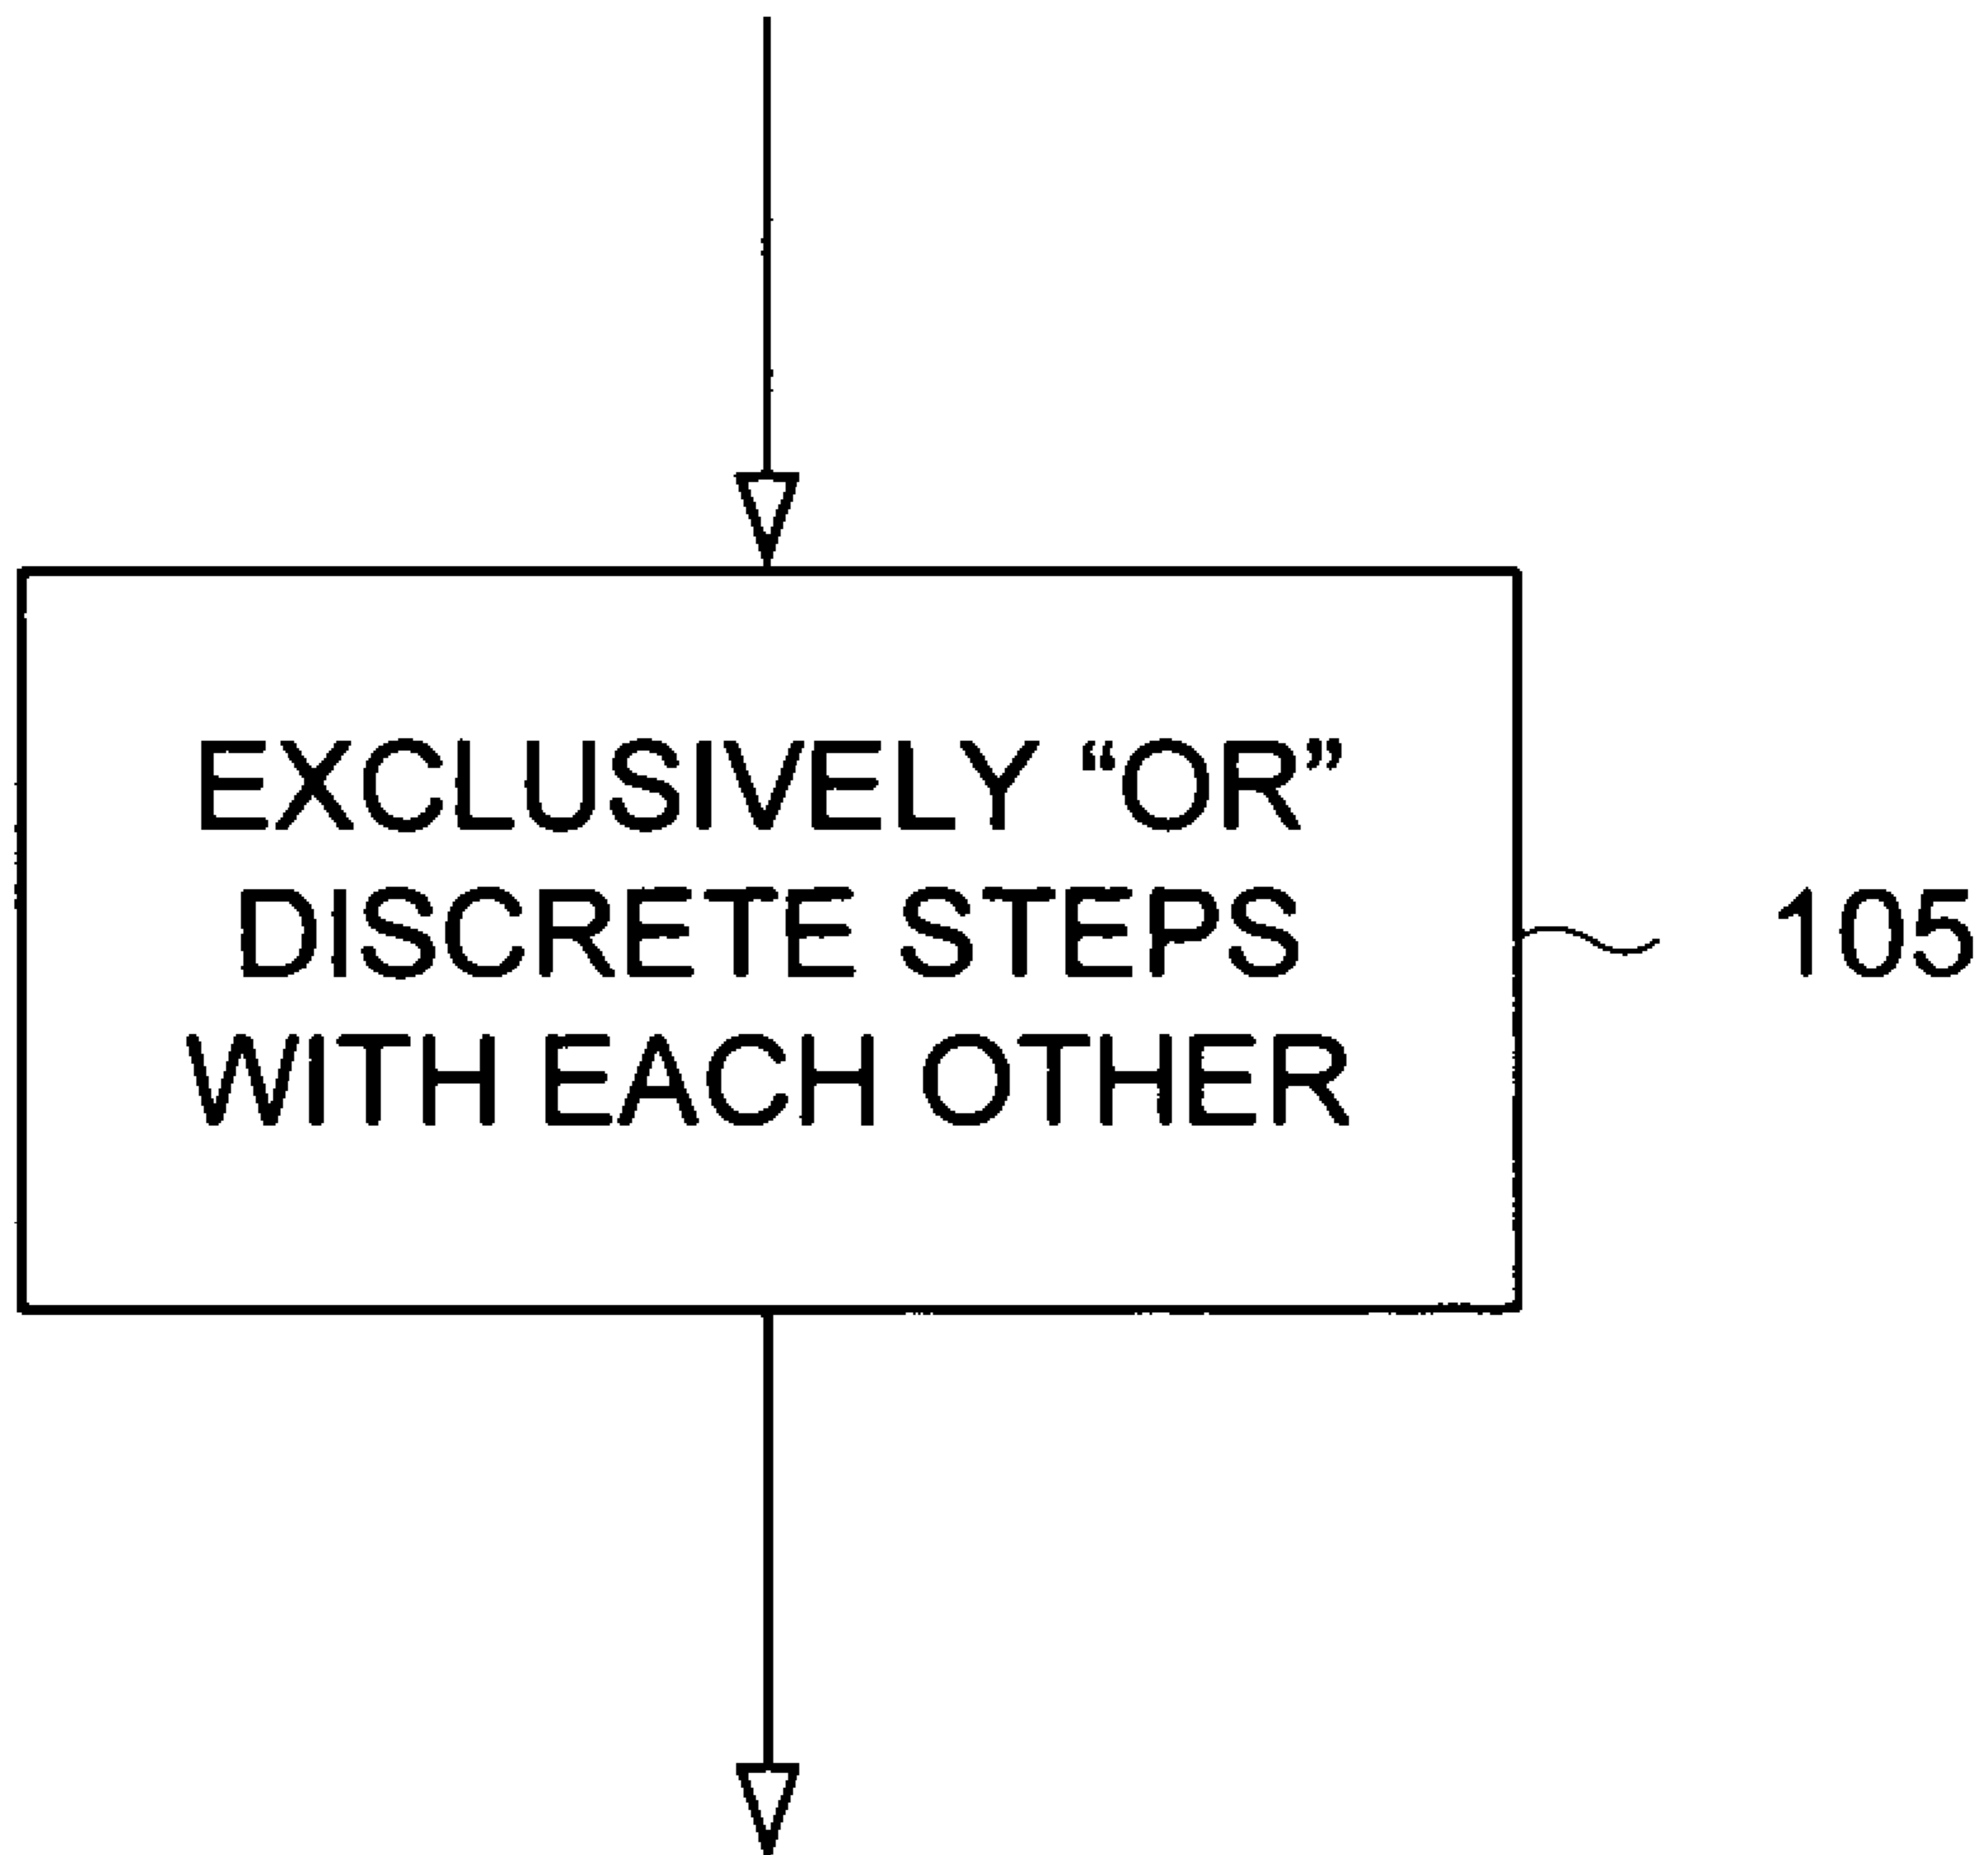 EXCLUSIVELY “OR”
DISCRETE STEPS
WITH EACH OTHER
105